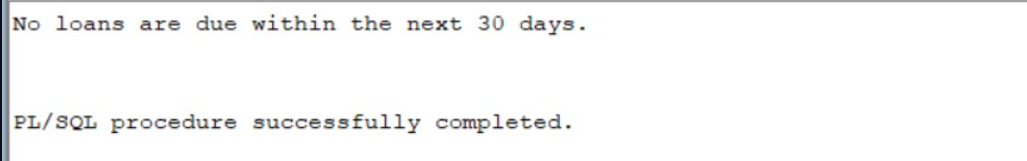 No loans are due within the next 30 days.
PL/SQL procedure successfully completed.